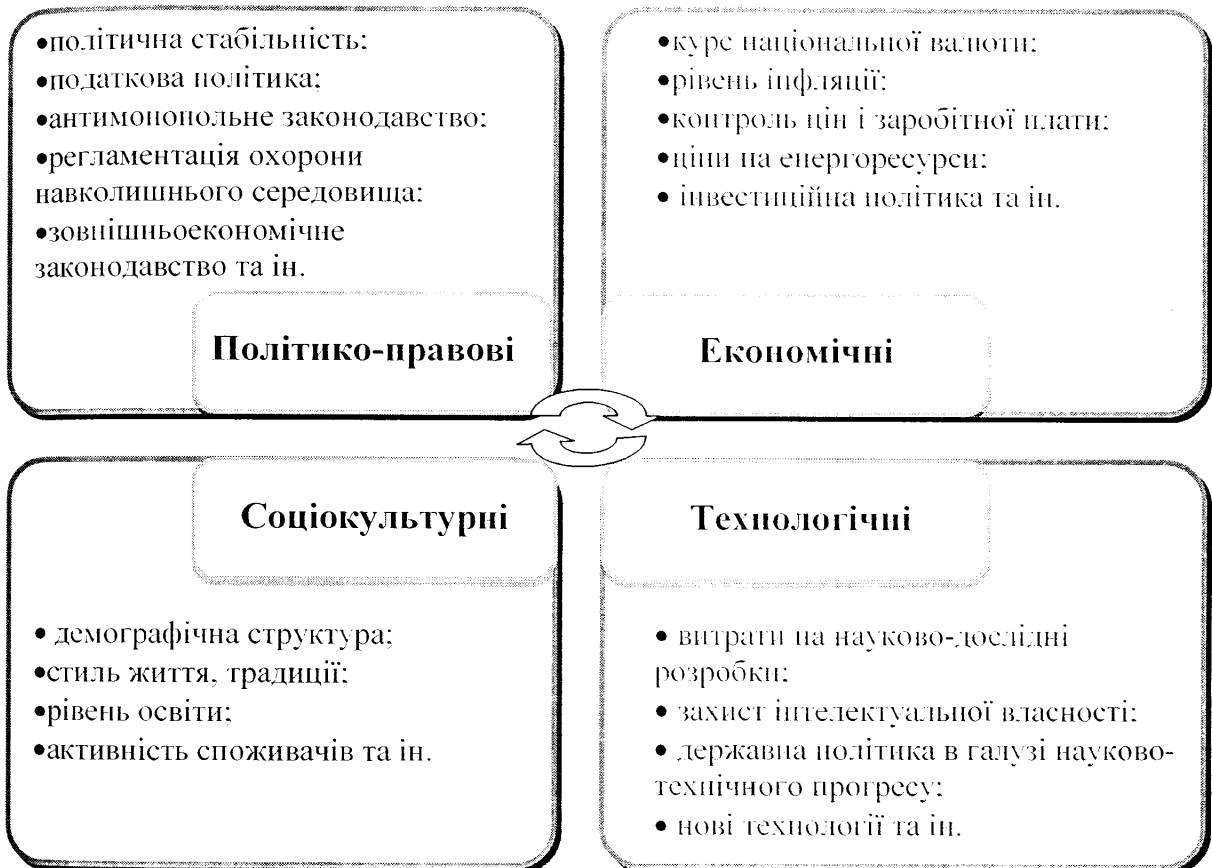 •політична стабільність;
•податкова політика;
•антимонопольне законодавство;
•регламентація охорони
навколишнього середовища;
•зовнішньоекономічне
законодавство та ін.
Політико-правові
•курс національної валюти;
•рівень інфляції;
•контроль цін і заробітної плати;
•ціни на енергоресурси;
• інвестиційна політика та ін.
Економічні
Соціокультурні
• демографічна структура;
•стиль життя, традиції;
•рівень освіти;
•активність споживачів та ін.
Технологічні
• витрати на науково-дослідні
розробки;
• захист інтелектуальної власності;
• державна політика в галузі науково-
технічного прогресу;
• нові технології та ін.